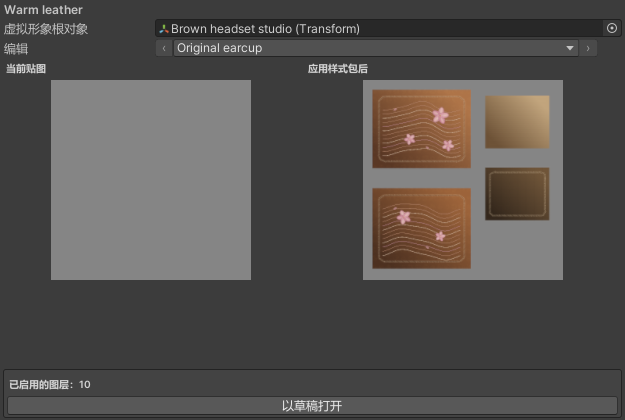 Warm leather
虚拟形象根对象
Brown headset studio (Transform)
编辑
Original earcup
当前贴图
应用样式包后
已启用的图层：10
以草稿打开